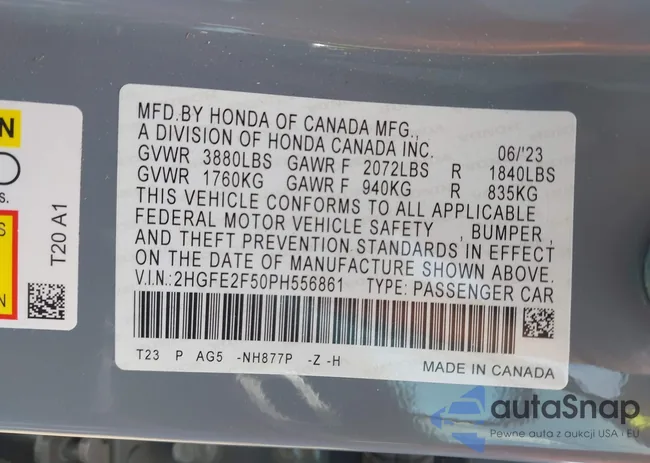 N
O
s.
S
T20 A1
MFD.BY HONDA OF CANADA MFG.,
A DIVISION OF HONDA CANADA INC. 06/'23
GVWR 3880LBS GAWR F 2072LBS R 1840LBS
GVWR 1760KG GAWR F 940KG R 835KG
THIS VEHICLE CONFORMS TO ALL APPLICABLE
FEDERAL MOTOR VEHICLE SAFETY , BUMPER ,
AND THEFT PREVENTION STANDARDS IN EFFECT
ON THE DATE OF MANUFACTURE SHOWN ABOVE.
V.I.N.:2HGFE2F50PH556861 TYPE: PASSENGER CAR
T23 P AG5 -NH877P -Z -H
MADE IN CANADA
autaSnap
Pewne auta z aukcji USA i EU